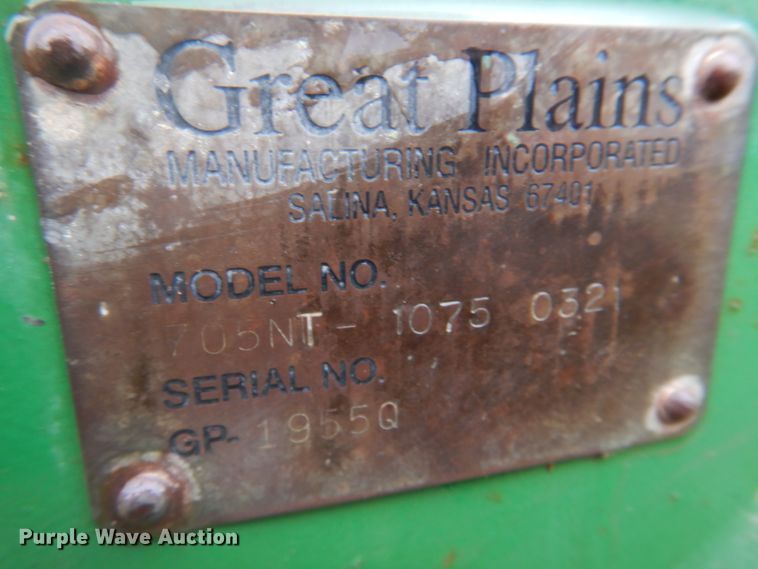 Great Plains
MANUFACTURING INCORPORATED
SALINA, KANSAS 67401
MODEL NO.
705NT - 1075 0321
SERIAL NO.
GP- 1955Q
Purple Wave Auction